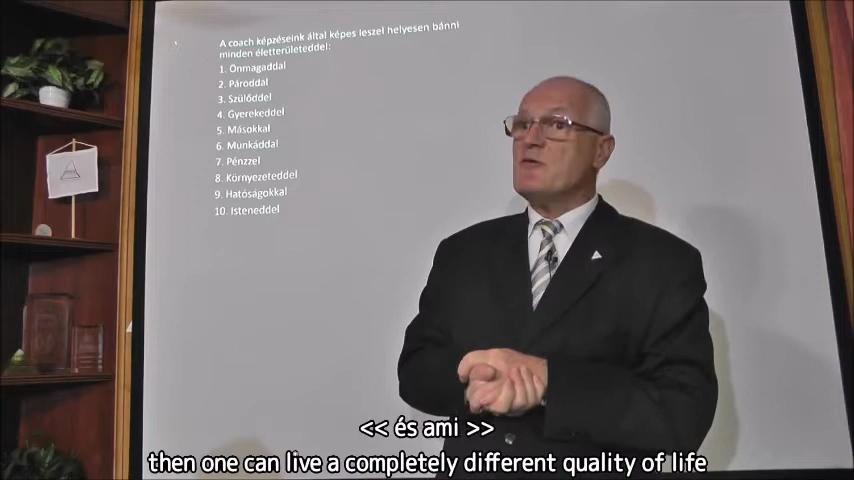 A coach képzéseink által képes leszel helyesen bánni
minden életterületeddel:
1. Önmagaddal
2. Pároddal
3. Szülőddel
4. Gyerekeddel
5. Másokkal
6. Munkáddal
7. Pénzzel
8. Környezeteddel
9. Hatóságokkal
10. Isteneddel
<< és ami >>
then one can live a completely different quality of life